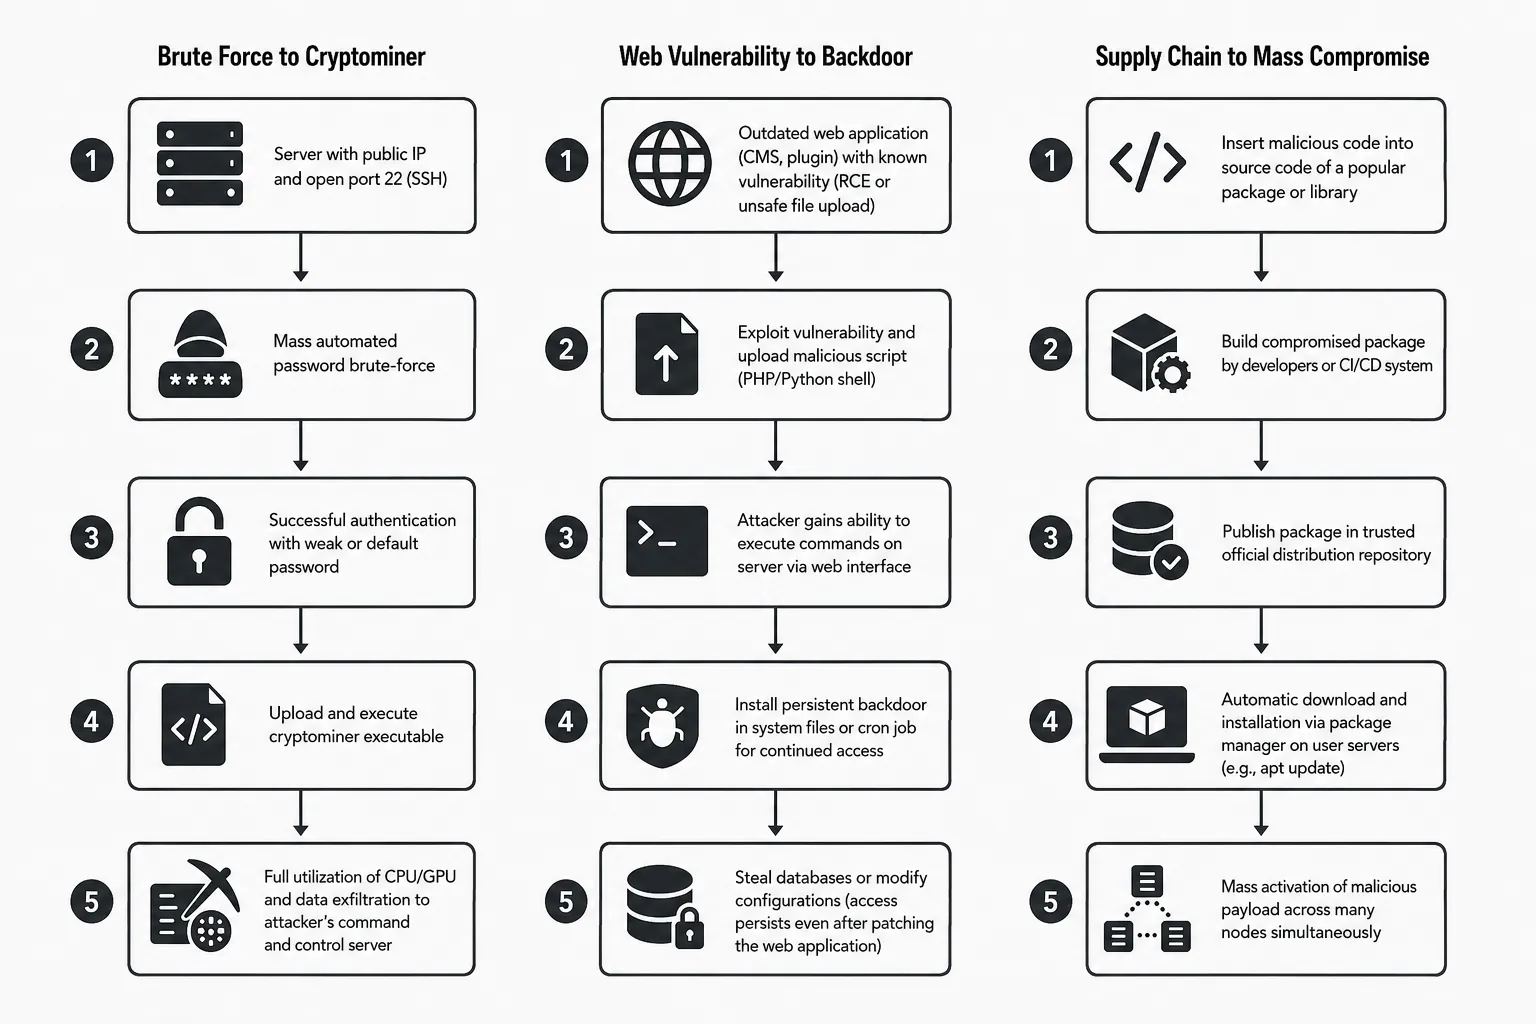 Brute Force to Cryptominer
1
Server with public IP
and open port 22 (SSH)
2
****
Mass automated
password brute-force
3
Successful authentication
with weak or default
password
4
</>
Upload and execute
cryptominer executable
5
Full utilization of CPU/GPU
and data exfiltration to
attacker's command
and control server
Web Vulnerability to Backdoor
1
Outdated web application
(CMS, plugin) with known
vulnerability (RCE or
unsafe file upload)
2
Exploit vulnerability and
upload malicious script
(PHP/Python shell)
3
>_
Attacker gains ability to
execute commands on
server via web interface
4
Install persistent backdoor
in system files or cron job
for continued access
5
Steal databases or modify
configurations (access
persists even after patching
the web application)
Supply Chain to Mass Compromise
1
</>
Insert malicious code into
source code of a popular
package or library
2
Build compromised package
by developers or CI/CD system
3
Publish package in trusted
official distribution repository
4
Automatic download and
installation via package
manager on user servers
(e.g., apt update)
5
Mass activation of malicious
payload across many
nodes simultaneously